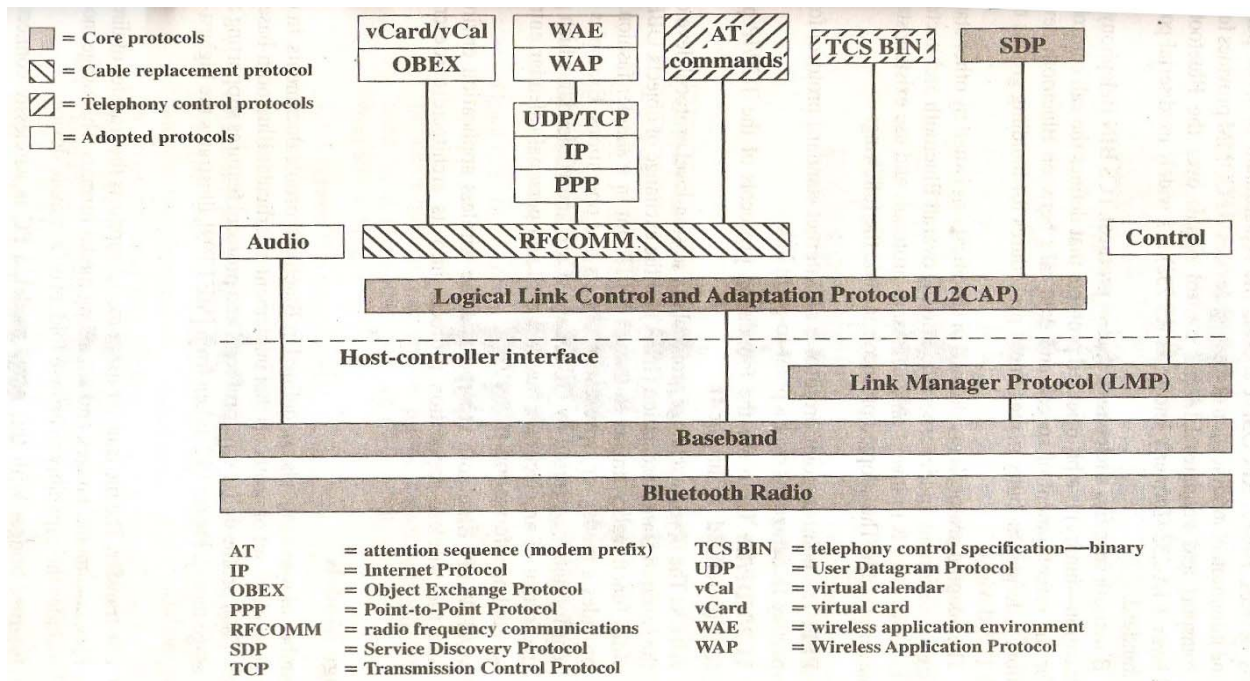 = Core protocols
= Cable replacement protocol
= Telephony control protocols
= Adopted protocols
vCard/vCal
OBEX
WAE
WAP
UDP/TCP
IP
PPP
AT
commands
TCS BIN
SDP
Audio
RFCOMM
Control
Logical Link Control and Adaptation Protocol (L2CAP)
Host-controller interface
Link Manager Protocol (LMP)
Baseband
Bluetooth Radio
AT = attention sequence (modem prefix)
IP = Internet Protocol
OBEX = Object Exchange Protocol
PPP = Point-to-Point Protocol
RFCOMM = radio frequency communications
SDP = Service Discovery Protocol
TCP = Transmission Control Protocol
TCS BIN = telephony control specification—binary
UDP = User Datagram Protocol
vCal = virtual calendar
vCard = virtual card
WAE = wireless application environment
WAP = Wireless Application Protocol